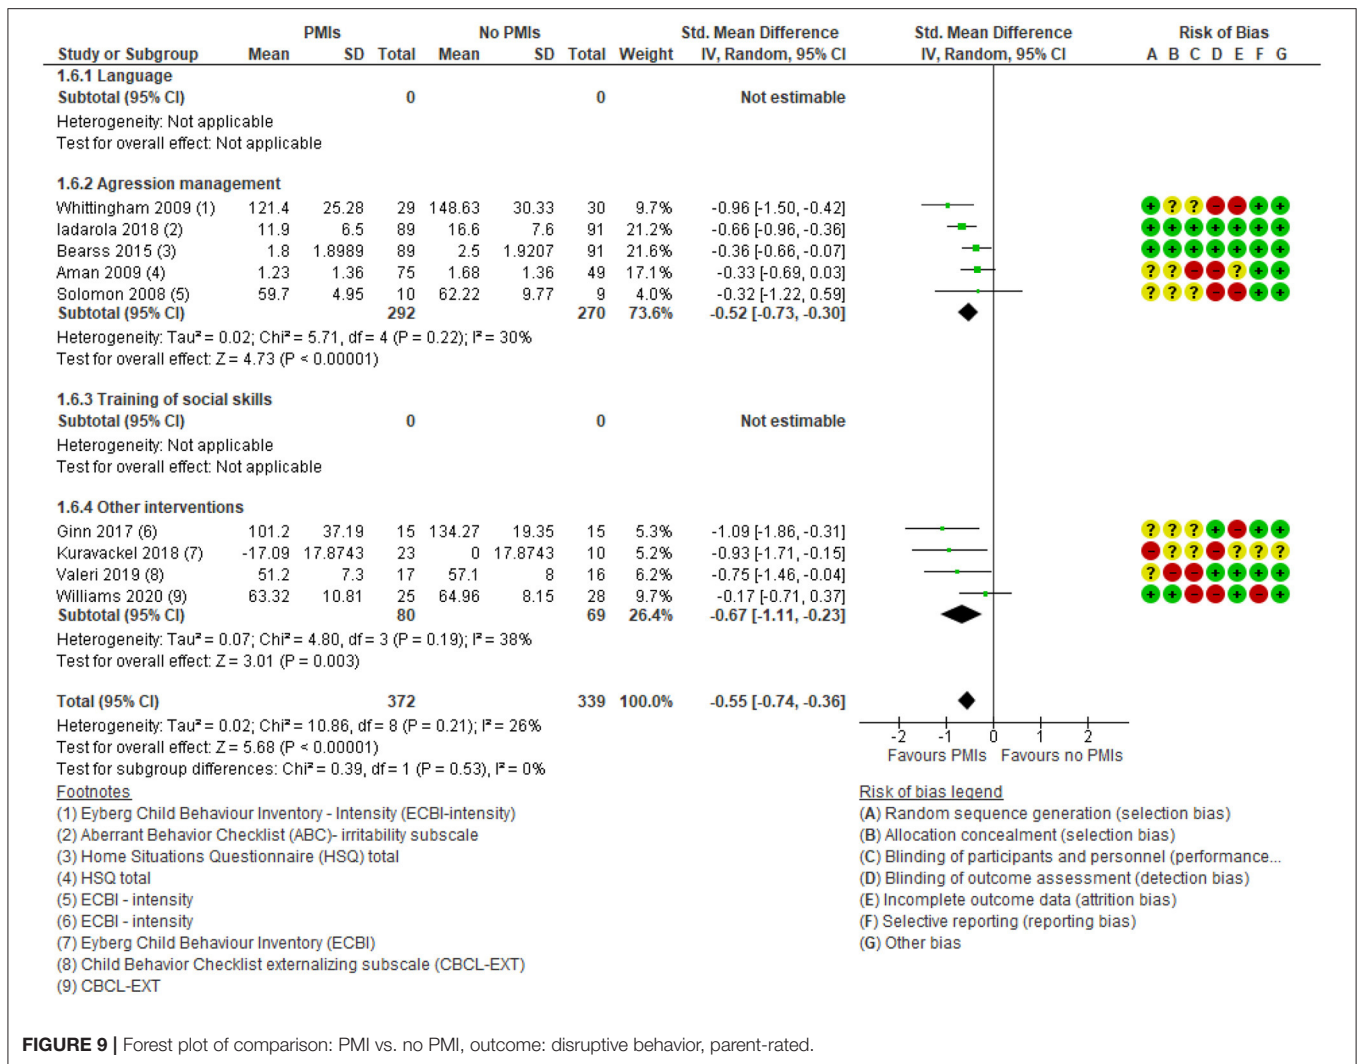 PMIs No PMIs Std. Mean Difference Std. Mean Difference Risk of Bias
Study or Subgroup Mean SD Total Mean SD Total Weight IV, Random, 95% CI IV, Random, 95% CI A B C D E F G
1.6.1 Language
Subtotal (95% CI) 0 0 Not estimable
Heterogeneity: Not applicable
Test for overall effect: Not applicable
1.6.2 Agression management
Whittingham 2009 (1) 121.4 25.28 29 148.63 30.33 30 9.7% -0.96 [-1.50, -0.42] + ? ? - - + +
Iadarola 2018 (2) 11.9 6.5 89 16.6 7.6 91 21.2% -0.66 [-0.96, -0.36] + + + + + + +
Bearss 2015 (3) 1.8 1.8989 89 2.5 1.9207 91 21.6% -0.36 [-0.66, -0.07] + + + + + + +
Aman 2009 (4) 1.23 1.36 75 1.68 1.36 49 17.1% -0.33 [-0.69, 0.03] ? ? - - ? + +
Solomon 2008 (5) 59.7 4.95 10 62.22 9.77 9 4.0% -0.32 [-1.22, 0.59] ? ? ? - - + +
Subtotal (95% CI) 292 270 73.6% -0.52 [-0.73, -0.30]
Heterogeneity: Tau² = 0.02; Chi² = 5.71, df = 4 (P = 0.22); I² = 30%
Test for overall effect: Z = 4.73 (P < 0.00001)
1.6.3 Training of social skills
Subtotal (95% CI) 0 0 Not estimable
Heterogeneity: Not applicable
Test for overall effect: Not applicable
1.6.4 Other interventions
Ginn 2017 (6) 101.2 37.19 15 134.27 19.35 15 5.3% -1.09 [-1.86, -0.31] ? ? ? + - + +
Kuravackel 2018 (7) -17.09 17.8743 23 0 17.8743 10 5.2% -0.93 [-1.71, -0.15] - ? ? - ? ? ?
Valeri 2019 (8) 51.2 7.3 17 57.1 8 16 6.2% -0.75 [-1.46, -0.04] ? - - + + + +
Williams 2020 (9) 63.32 10.81 25 64.96 8.15 28 9.7% -0.17 [-0.71, 0.37] + + - - + - +
Subtotal (95% CI) 80 69 26.4% -0.67 [-1.11, -0.23]
Heterogeneity: Tau² = 0.07; Chi² = 4.80, df = 3 (P = 0.19); I² = 38%
Test for overall effect: Z = 3.01 (P = 0.003)
Total (95% CI) 372 339 100.0% -0.55 [-0.74, -0.36]
Heterogeneity: Tau² = 0.02; Chi² = 10.86, df = 8 (P = 0.21); I² = 26%
Test for overall effect: Z = 5.68 (P < 0.00001)
Test for subgroup differences: Chi² = 0.39, df = 1 (P = 0.53), I² = 0%
-2 -1 0 1 2
Favours PMIs Favours no PMIs
Footnotes
(1) Eyberg Child Behaviour Inventory - Intensity (ECBI-intensity)
(2) Aberrant Behavior Checklist (ABC)- irritability subscale
(3) Home Situations Questionnaire (HSQ) total
(4) HSQ total
(5) ECBI - intensity
(6) ECBI - intensity
(7) Eyberg Child Behaviour Inventory (ECBI)
(8) Child Behavior Checklist externalizing subscale (CBCL-EXT)
(9) CBCL-EXT
Risk of bias legend
(A) Random sequence generation (selection bias)
(B) Allocation concealment (selection bias)
(C) Blinding of participants and personnel (performance...
(D) Blinding of outcome assessment (detection bias)
(E) Incomplete outcome data (attrition bias)
(F) Selective reporting (reporting bias)
(G) Other bias
FIGURE 9 | Forest plot of comparison: PMI vs. no PMI, outcome: disruptive behavior, parent-rated.